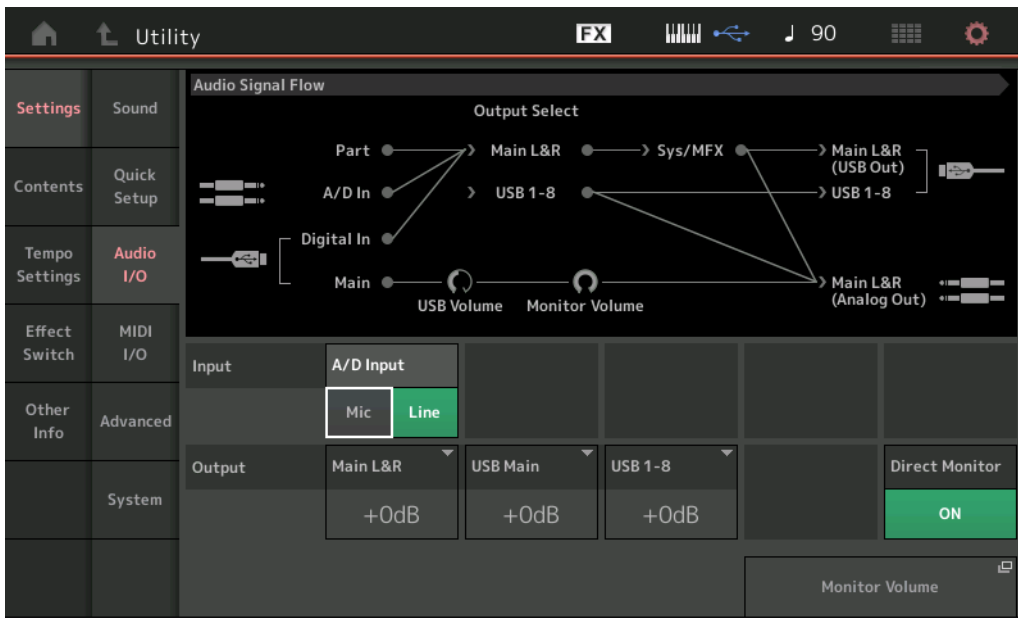 Utility
FX
90
Settings
Sound
Contents
Quick
Setup
Tempo
Settings
Audio
I/O
Effect
Switch
MIDI
I/O
Other
Info
Advanced
System
Audio Signal Flow
Output Select
Part
Main L&R
Sys/MFX
Main L&R
(USB Out)
A/D In
USB 1-8
USB 1-8
Digital In
Main
USB Volume
Monitor Volume
Main L&R
(Analog Out)
Input
A/D Input
Mic
Line
Output
Main L&R
USB Main
USB 1-8
Direct Monitor
+0dB
+0dB
+0dB
ON
Monitor Volume